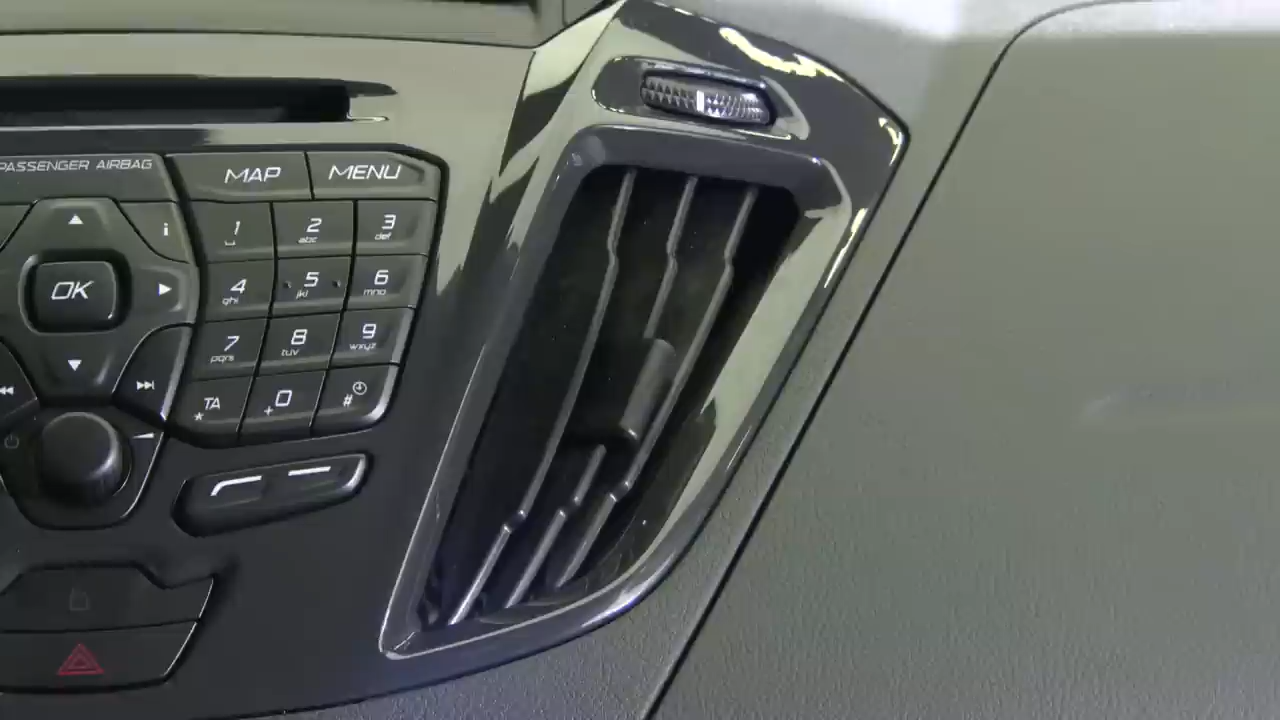 PASSENGER AIRBAG
MAP
MENU
i
1
2
abc
3
def
OK
4
ghi
5
jkl
6
mno
7
pqrs
8
tuv
9
wxyz
TA
*
+0
#